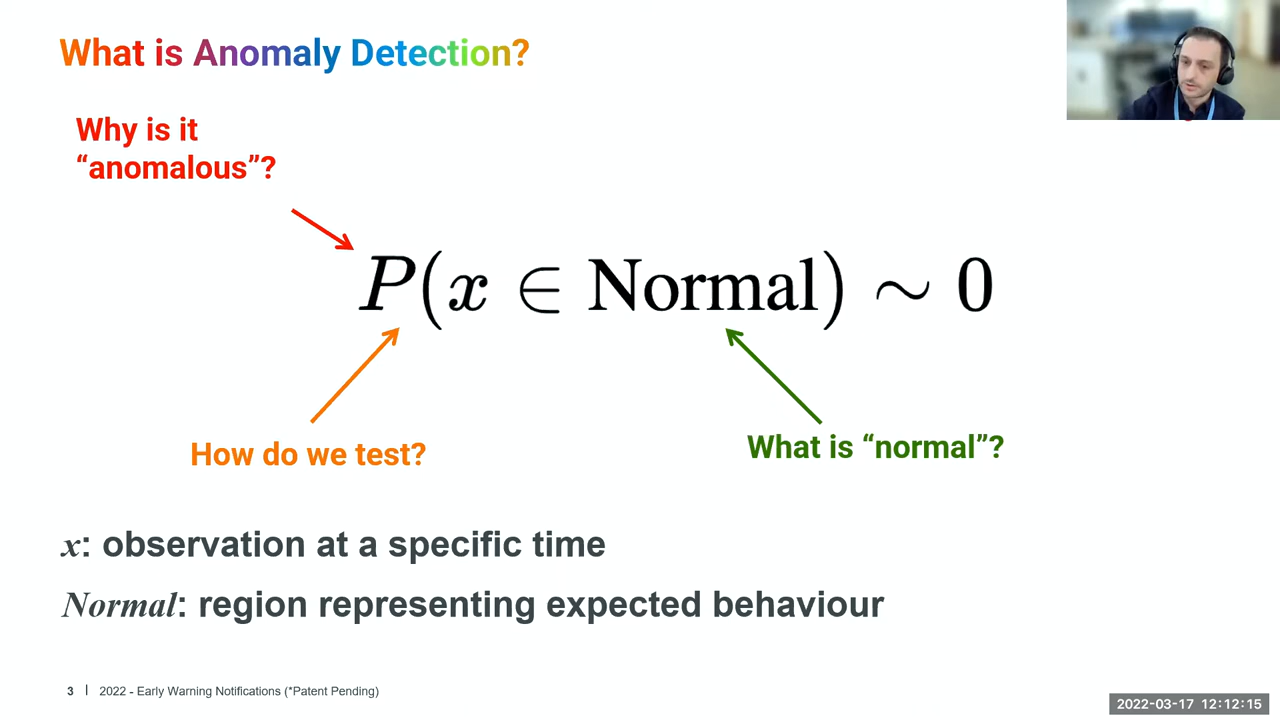 What is Anomaly Detection?
Why is it
“anomalous”?
P(x ∈ Normal) ∼ 0
How do we test?
What is “normal”?
x: observation at a specific time
Normal: region representing expected behaviour
3 | 2022 - Early Warning Notifications (*Patent Pending)
2022-03-17 12:12:15